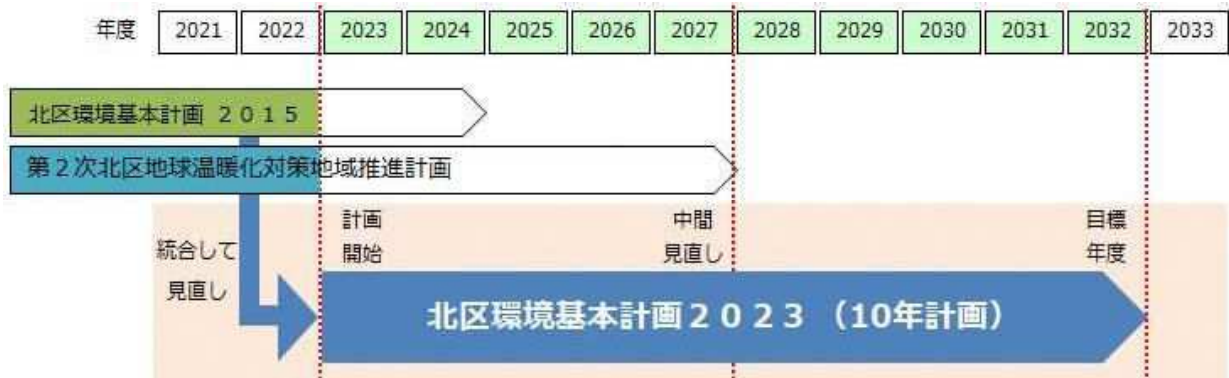 年度 2021 2022 2023 2024 2025 2026 2027 2028 2029 2030 2031 2032 2033
北区環境基本計画 2015
第2次北区地球温暖化対策地域推進計画
統合して
見直し
計画
開始
中間
見直し
目標
年度
北区環境基本計画2023 (10年計画)